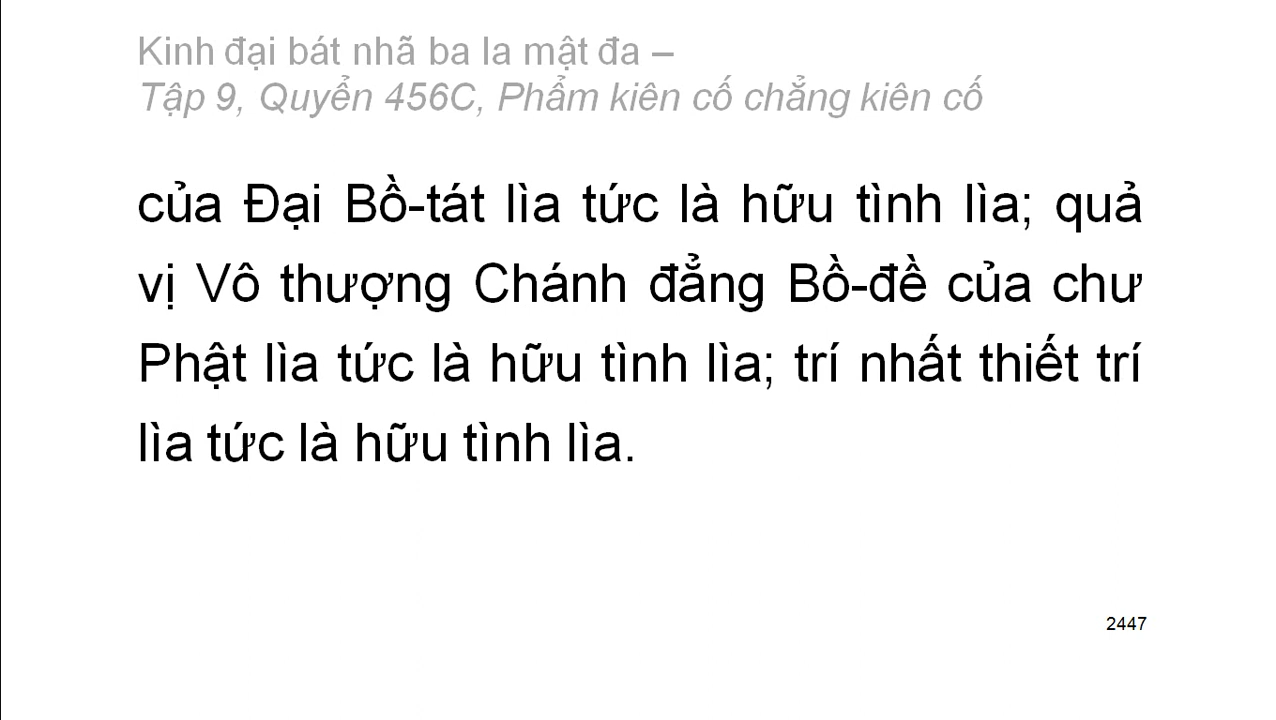 Kinh đại bát nhã ba la mật đa –
Tập 9, Quyển 456C, Phẩm kiên cố chẳng kiên cố
của Đại Bồ-tát lìa tức là hữu tình lìa; quả
vị Vô thượng Chánh đẳng Bồ-đề của chư
Phật lìa tức là hữu tình lìa; trí nhất thiết trí
lìa tức là hữu tình lìa.
2447